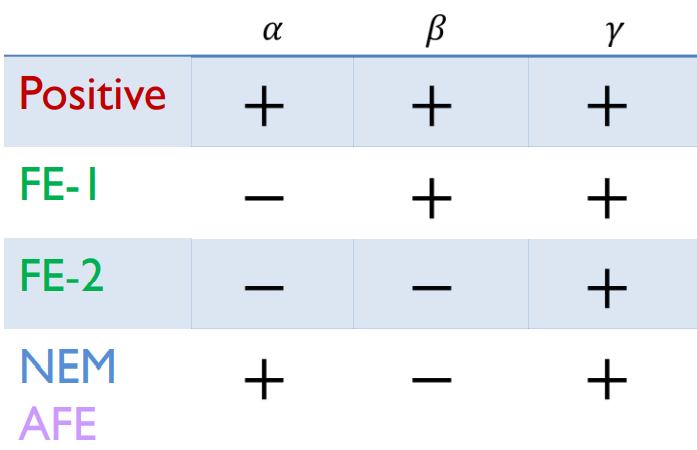 α β γ
Positive + + +
FE-1 − + +
FE-2 − − +
NEM + − +
AFE